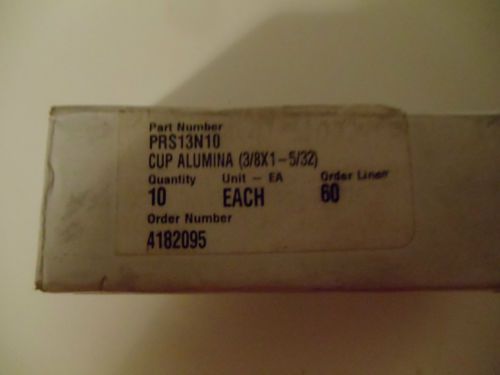 Part Number
PRS13N10
CUP ALUMINA (3/8X1-5/32)
Quantity Unit - EA Order Line#
10 EACH 60
Order Number
4182095